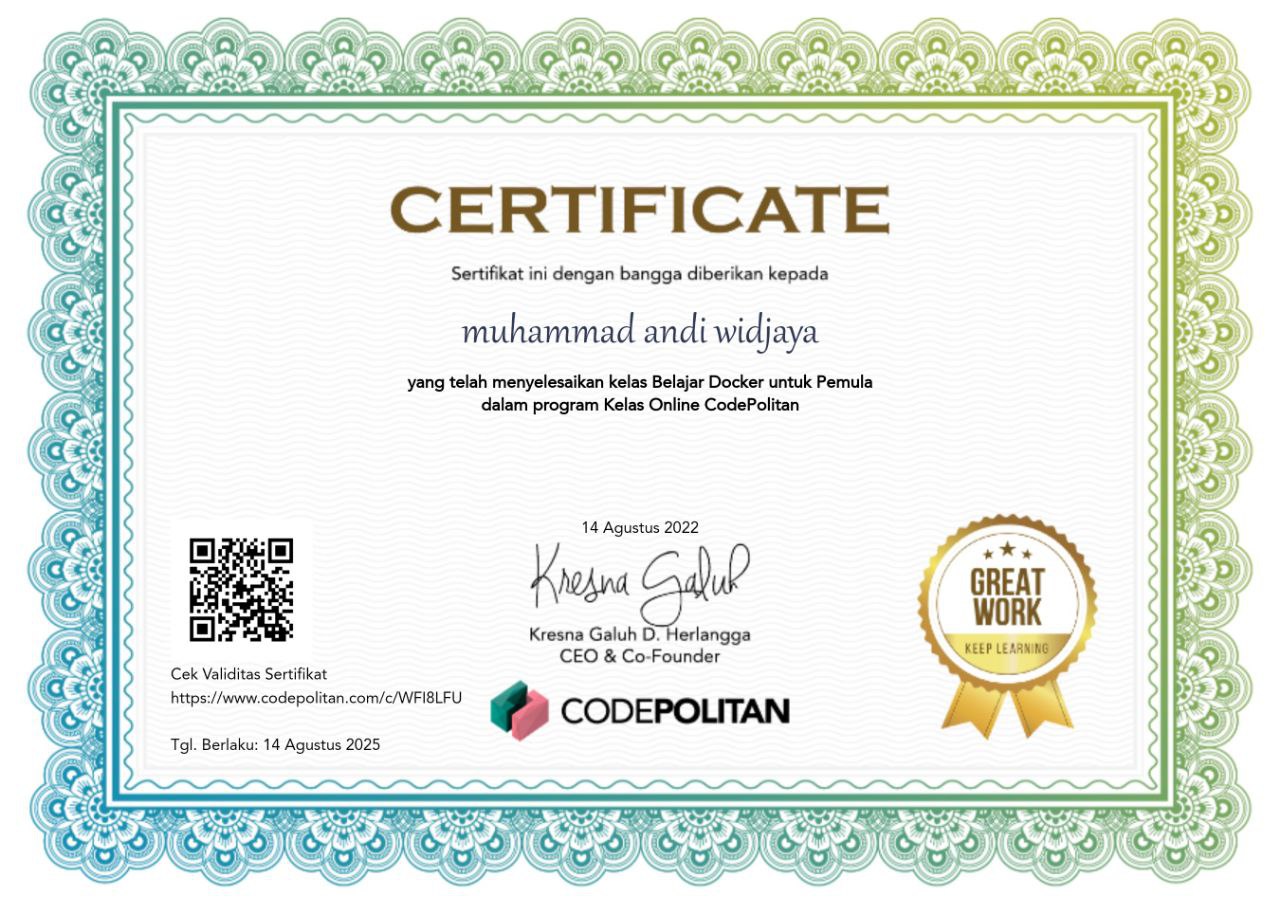 CERTIFICATE
Sertifikat ini dengan bangga diberikan kepada
muhammad andi widjaya
yang telah menyelesaikan kelas Belajar Docker untuk Pemula
dalam program Kelas Online CodePolitan
14 Agustus 2022
Kresna Galuh
Kresna Galuh D. Herlangga
CEO & Co-Founder
CODEPOLITAN
Cek Validitas Sertifikat
https://www.codepolitan.com/c/WFI8LFU
Tgl. Berlaku: 14 Agustus 2025
GREAT
WORK
KEEP LEARNING